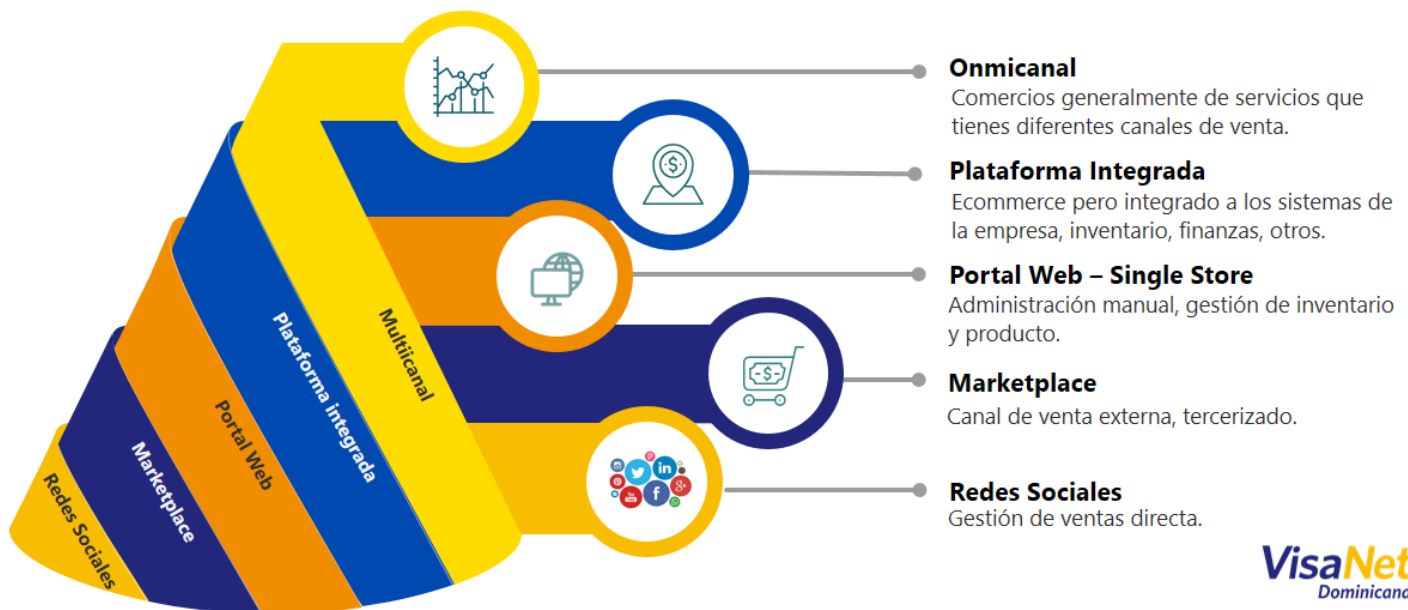 Onmicanal
Comercios generalmente de servicios que
tienes diferentes canales de venta.
Plataforma Integrada
Ecommerce pero integrado a los sistemas de
la empresa, inventario, finanzas, otros.
Portal Web – Single Store
Administración manual, gestión de inventario
y producto.
Marketplace
Canal de venta externa, tercerizado.
Redes Sociales
Gestión de ventas directa.
Multiicanal
Plataforma integrada
Portal Web
Marketplace
Redes Sociales
VisaNet
Dominicana